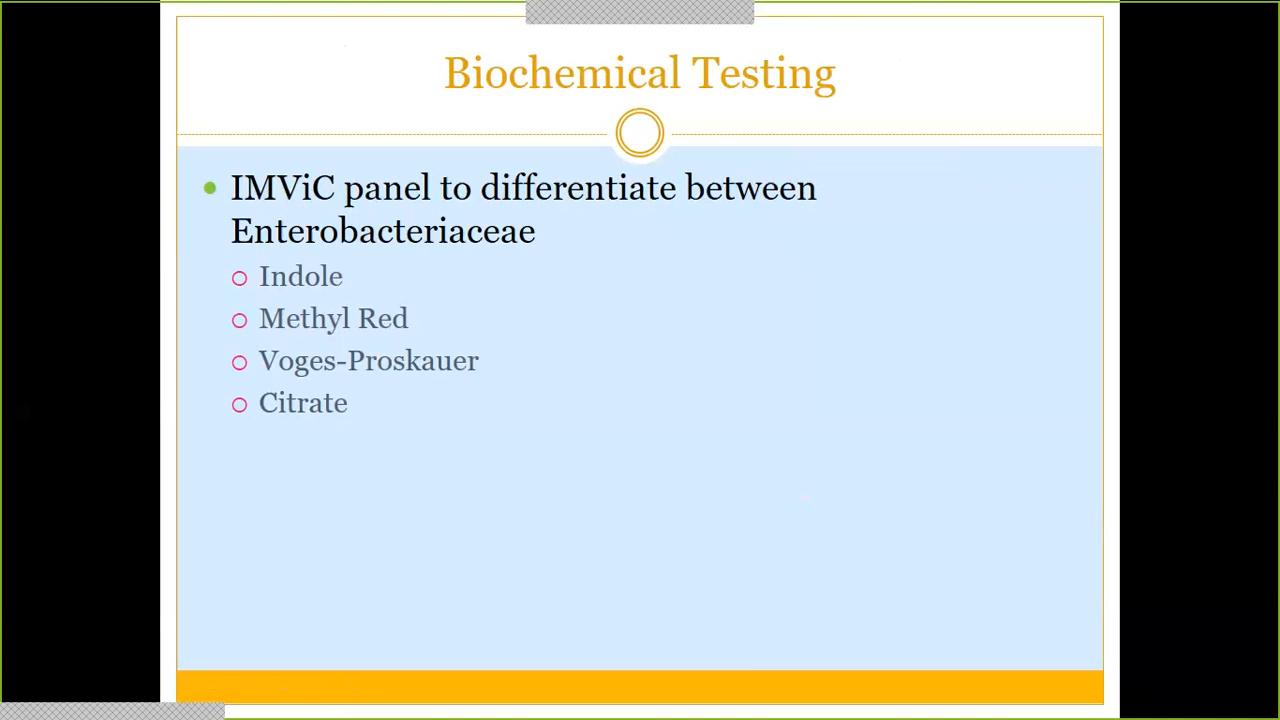 Biochemical Testing
IMViC panel to differentiate between
Enterobacteriaceae
Indole
Methyl Red
Voges-Proskauer
Citrate